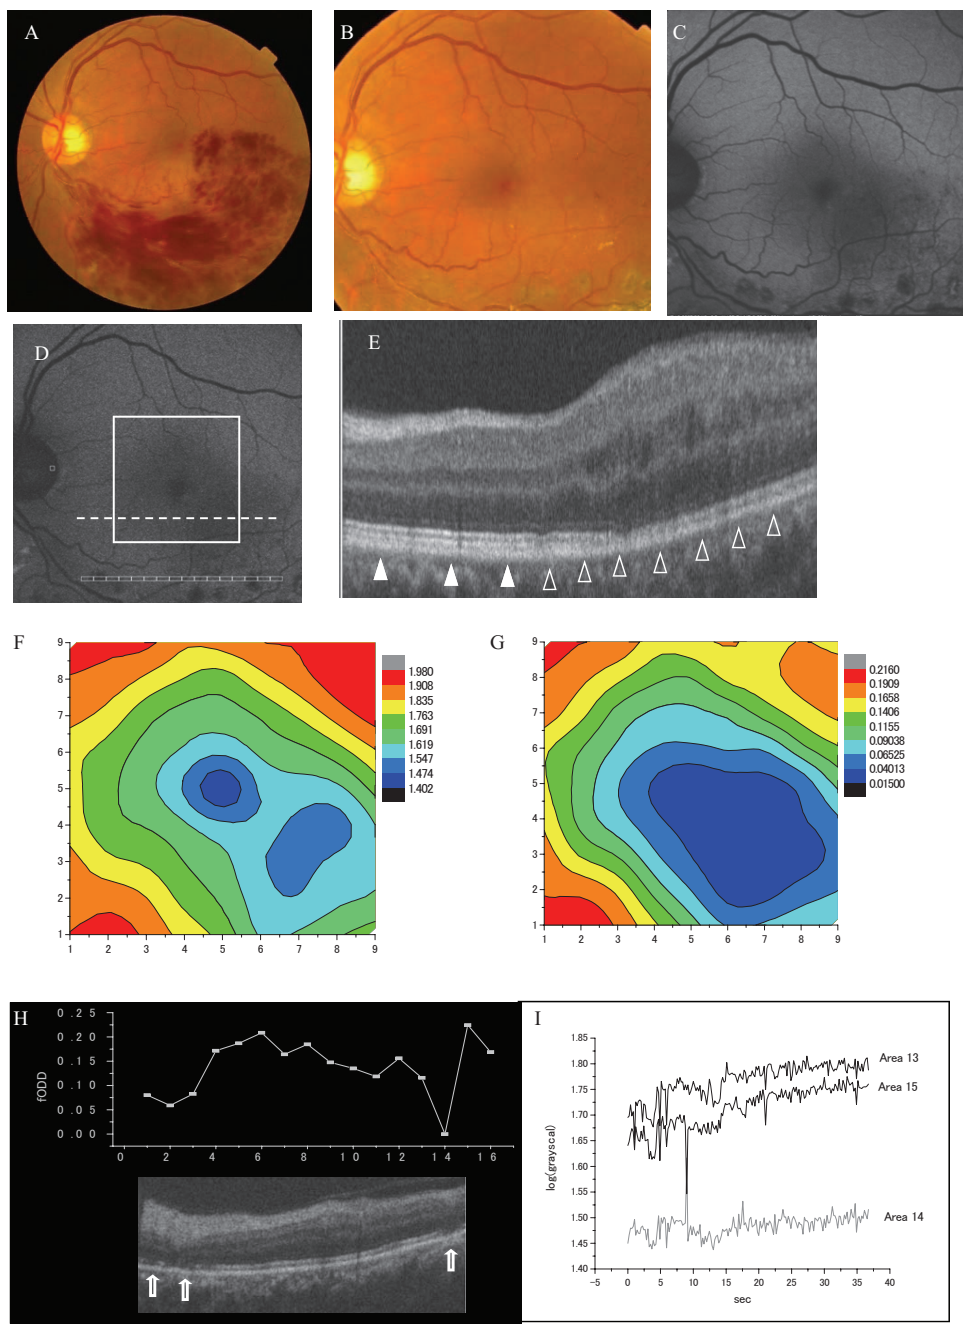 A
B
C
D
E
F
9
8
7
6
5
4
3
2
1
1 2 3 4 5 6 7 8 9
1.980
1.908
1.835
1.763
1.691
1.619
1.547
1.474
1.402
G
9
8
7
6
5
4
3
2
1
1 2 3 4 5 6 7 8 9
0.2160
0.1909
0.1658
0.1406
0.1155
0.09038
0.06525
0.04013
0.01500
H
fODD
0.25
0.20
0.15
0.10
0.05
0.00
0 2 4 6 8 10 12 14 16
I
log(grayscal)
1.85
1.80
1.75
1.70
1.65
1.60
1.55
1.50
1.45
1.40
Area 13
Area 15
Area 14
-5 0 5 10 15 20 25 30 35 40
sec